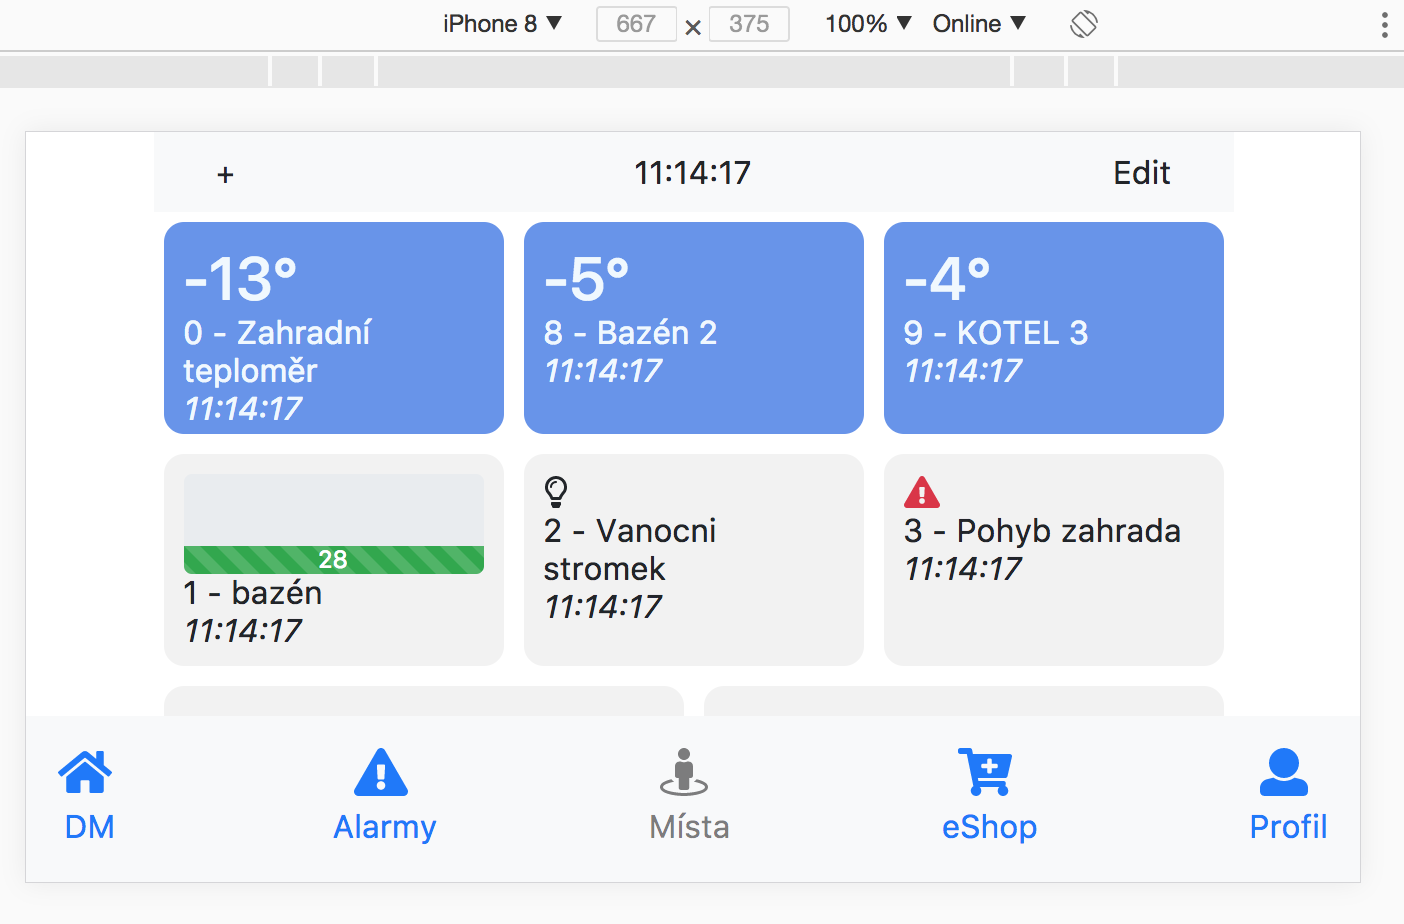 iPhone 8 667 × 375 100% Online
+ 11:14:17 Edit
-13°
0 - Zahradní
teploměr
11:14:17
-5°
8 - Bazén 2
11:14:17
-4°
9 - KOTEL 3
11:14:17
28
1 - bazén
11:14:17
2 - Vanocni
stromek
11:14:17
3 - Pohyb zahrada
11:14:17
DM Alarmy Místa eShop Profil